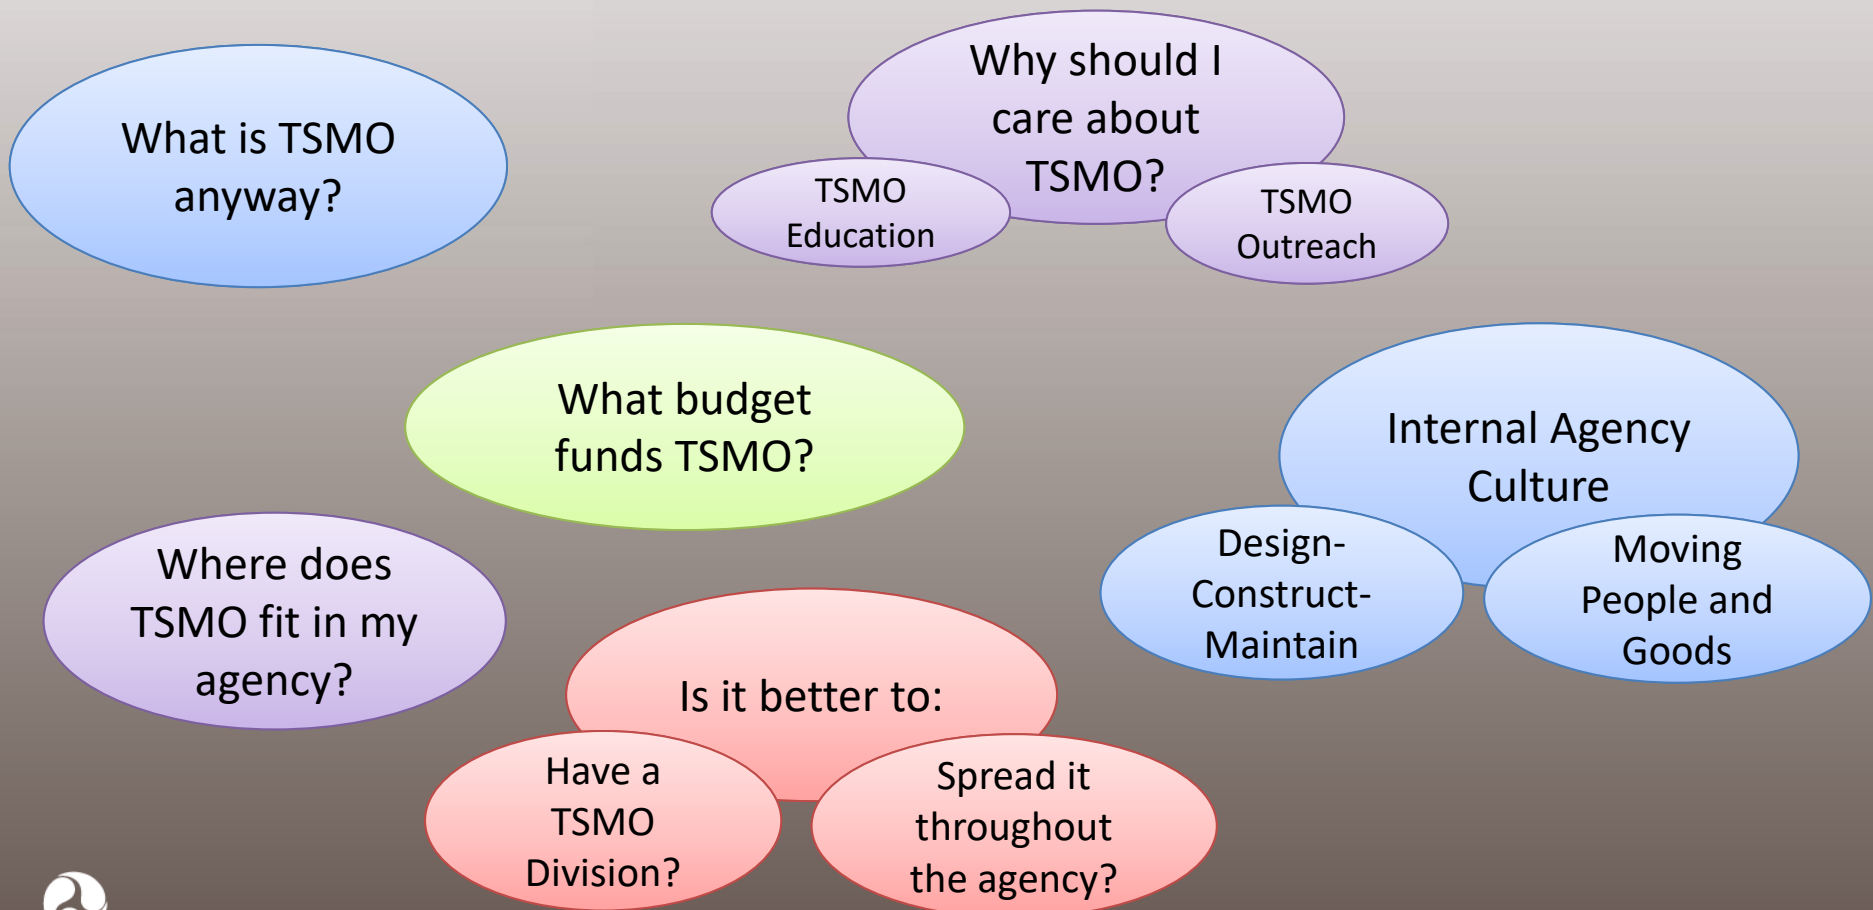 What is TSMO
anyway?
Why should I
care about
TSMO?
TSMO
Education
TSMO
Outreach
What budget
funds TSMO?
Internal Agency
Culture
Design-
Construct-
Maintain
Moving
People and
Goods
Where does
TSMO fit in my
agency?
Is it better to:
Have a
TSMO
Division?
Spread it
throughout
the agency?